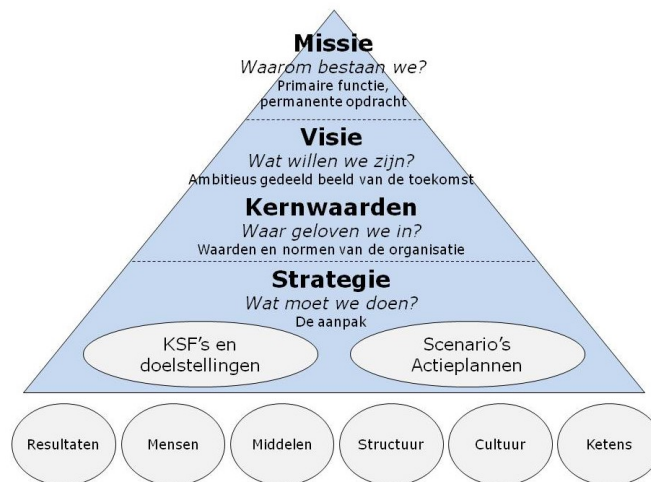 Missie
Waarom bestaan we?
Primaire functie,
permanente opdracht
Visie
Wat willen we zijn?
Ambitieus gedeeld beeld van de toekomst
Kernwaarden
Waar geloven we in?
Waarden en normen van de organisatie
Strategie
Wat moet we doen?
De aanpak
KSF's en
doelstellingen
Scenario's
Actieplannen
Resultaten
Mensen
Middelen
Structuur
Cultuur
Ketens